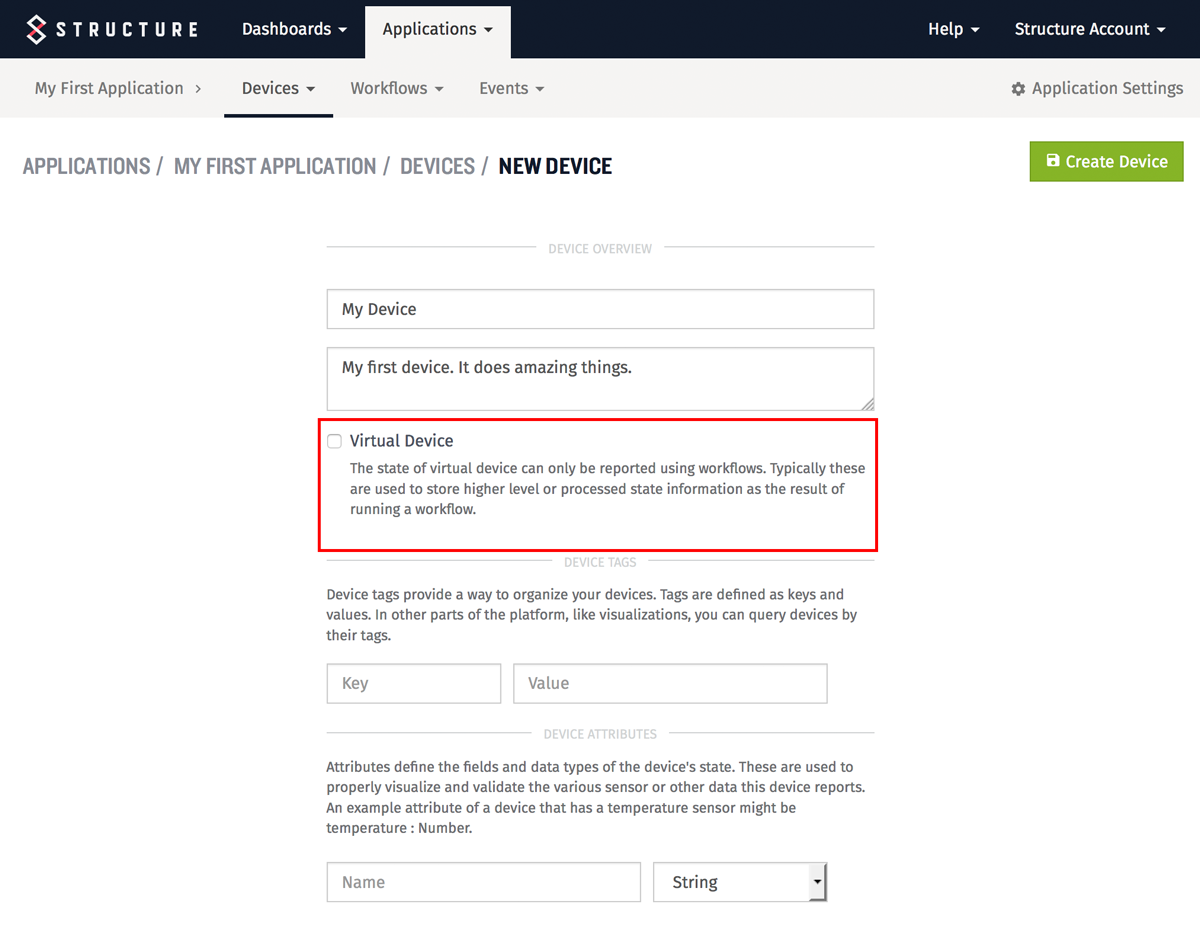 STRUCTURE Dashboards Applications Help Structure Account
My First Application > Devices Workflows Events Application Settings
APPLICATIONS / MY FIRST APPLICATION / DEVICES / NEW DEVICE Create Device
DEVICE OVERVIEW
My Device
My first device. It does amazing things.
Virtual Device
The state of virtual device can only be reported using workflows. Typically these
are used to store higher level or processed state information as the result of
running a workflow.
DEVICE TAGS
Device tags provide a way to organize your devices. Tags are defined as keys and
values. In other parts of the platform, like visualizations, you can query devices by
their tags.
Key Value
DEVICE ATTRIBUTES
Attributes define the fields and data types of the device's state. These are used to
properly visualize and validate the various sensor or other data this device reports.
An example attribute of a device that has a temperature sensor might be
temperature : Number.
Name String